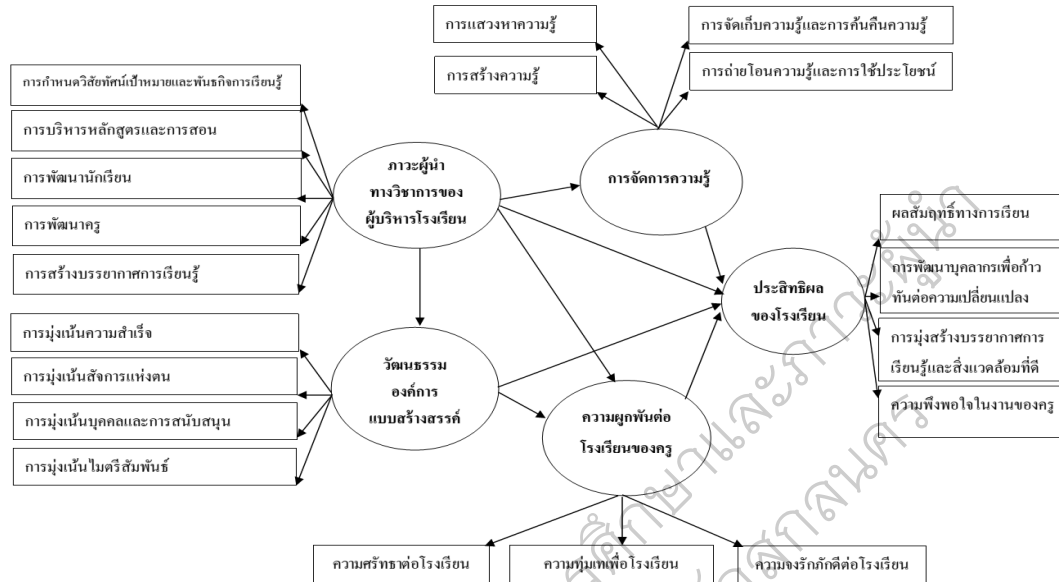 การแสวงหาความรู้
การจัดเก็บความรู้และการค้นคืนความรู้
การสร้างความรู้
การถ่ายโอนความรู้และการใช้ประโยชน์
การกำหนดวิสัยทัศน์เป้าหมายและพันธกิจการเรียนรู้
การบริหารหลักสูตรและการสอน
การพัฒนานักเรียน
การพัฒนาครู
การสร้างบรรยากาศการเรียนรู้
ภาวะผู้นำ
ทางวิชาการของ
ผู้บริหารโรงเรียน
การจัดการความรู้
ผลสัมฤทธิ์ทางการเรียน
การพัฒนาบุคลากรเพื่อก้าว
ทันต่อความเปลี่ยนแปลง
การมุ่งสร้างบรรยากาศการ
เรียนรู้และสิ่งแวดล้อมที่ดี
ความพึงพอใจในงานของครู
ประสิทธิผล
ของโรงเรียน
การมุ่งเน้นความสำเร็จ
การมุ่งเน้นสัจการแห่งตน
การมุ่งเน้นบุคคลและการสนับสนุน
การมุ่งเน้นไมตรีสัมพันธ์
วัฒนธรรม
องค์การ
แบบสร้างสรรค์
ความผูกพันต่อ
โรงเรียนของครู
ความศรัทธาต่อโรงเรียน
ความทุ่มเทเพื่อโรงเรียน
ความจงรักภักดีต่อโรงเรียน